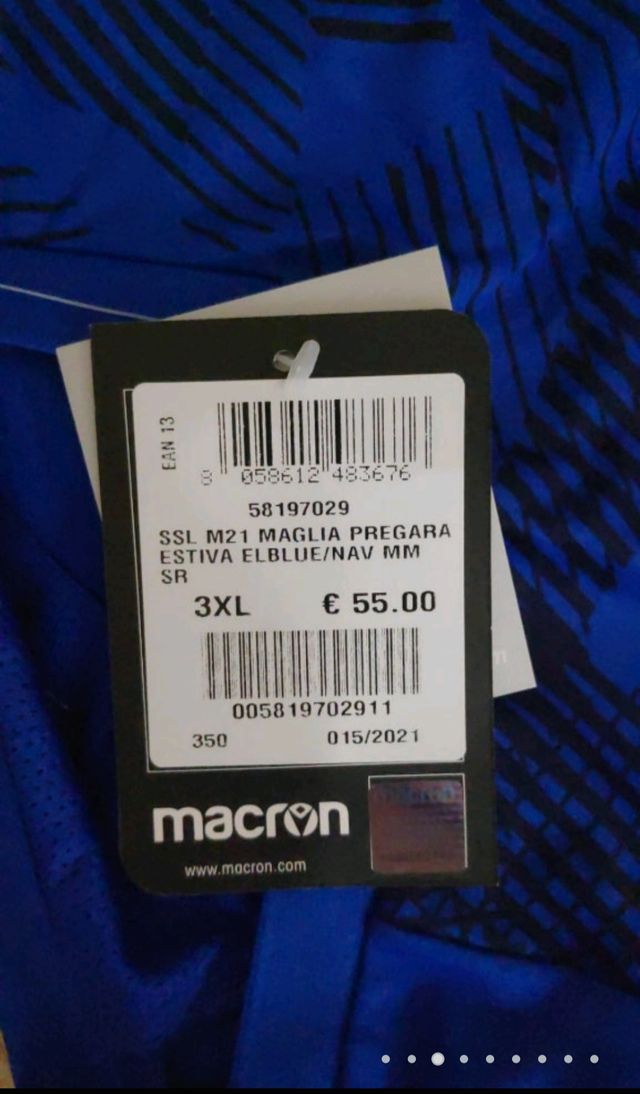 EAN 13
8 058612 483676
58197029
SSL M21 MAGLIA PREGARA
ESTIVA ELBLUE/NAV MM
SR
3XL € 55.00
005819702911
350 015/2021
macron
macron
www.macron.com